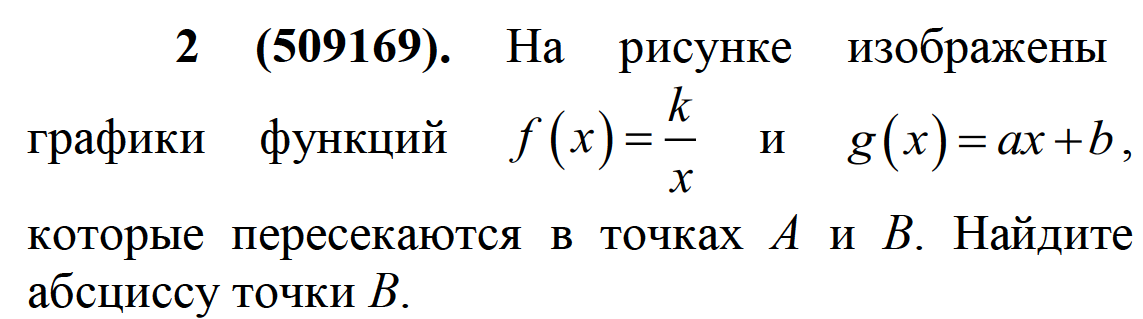 2 (509169). На рисунке изображены
графики функций f(x) = k/x и g(x) = ax + b,
которые пересекаются в точках A и B. Найдите
абсциссу точки B.